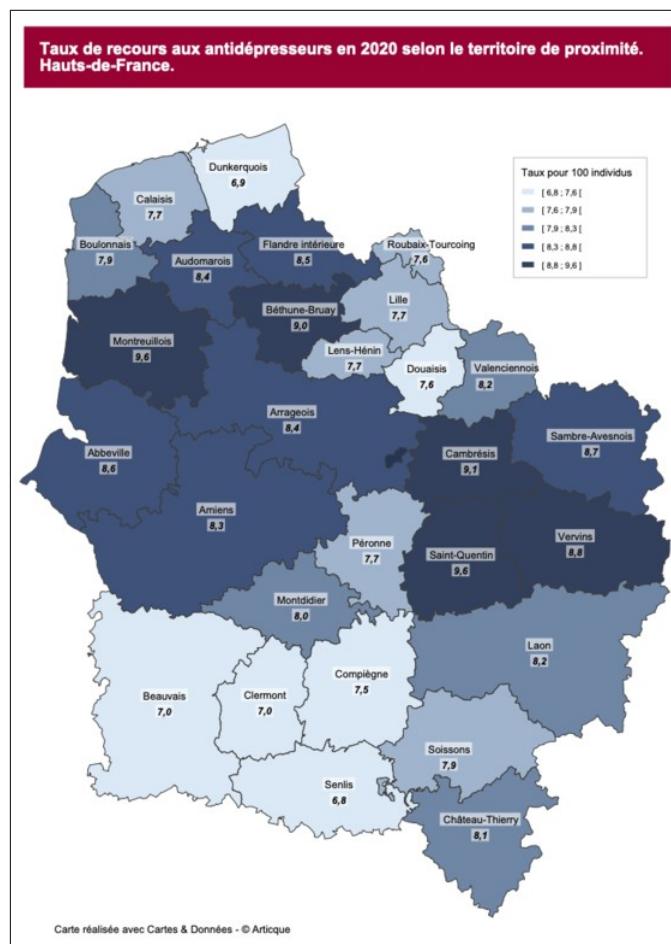 Taux de recours aux antidépresseurs en 2020 selon le territoire de proximité.
Hauts-de-France.
Taux pour 100 individus
[ 6,8 ; 7,6 [
[ 7,6 ; 7,9 [
[ 7,9 ; 8,3 [
[ 8,3 ; 8,8 [
[ 8,8 ; 9,6 ]
Dunkerquois
6,9
Calaisis
7,7
Boulonnais
7,9
Audomarois
8,4
Flandre intérieure
8,5
Roubaix-Tourcoing
7,6
Lille
7,7
Béthune-Bruay
9,0
Montreuillois
9,6
Lens-Hénin
7,7
Douaisis
7,6
Valenciennois
8,2
Arrageois
8,4
Abbeville
8,6
Cambrésis
9,1
Sambre-Avesnois
8,7
Amiens
8,3
Péronne
7,7
Saint-Quentin
9,6
Vervins
8,8
Montdidier
8,0
Laon
8,2
Beauvais
7,0
Clermont
7,0
Compiègne
7,5
Soissons
7,9
Senlis
6,8
Château-Thierry
8,1
Carte réalisée avec Cartes & Données - © Articque